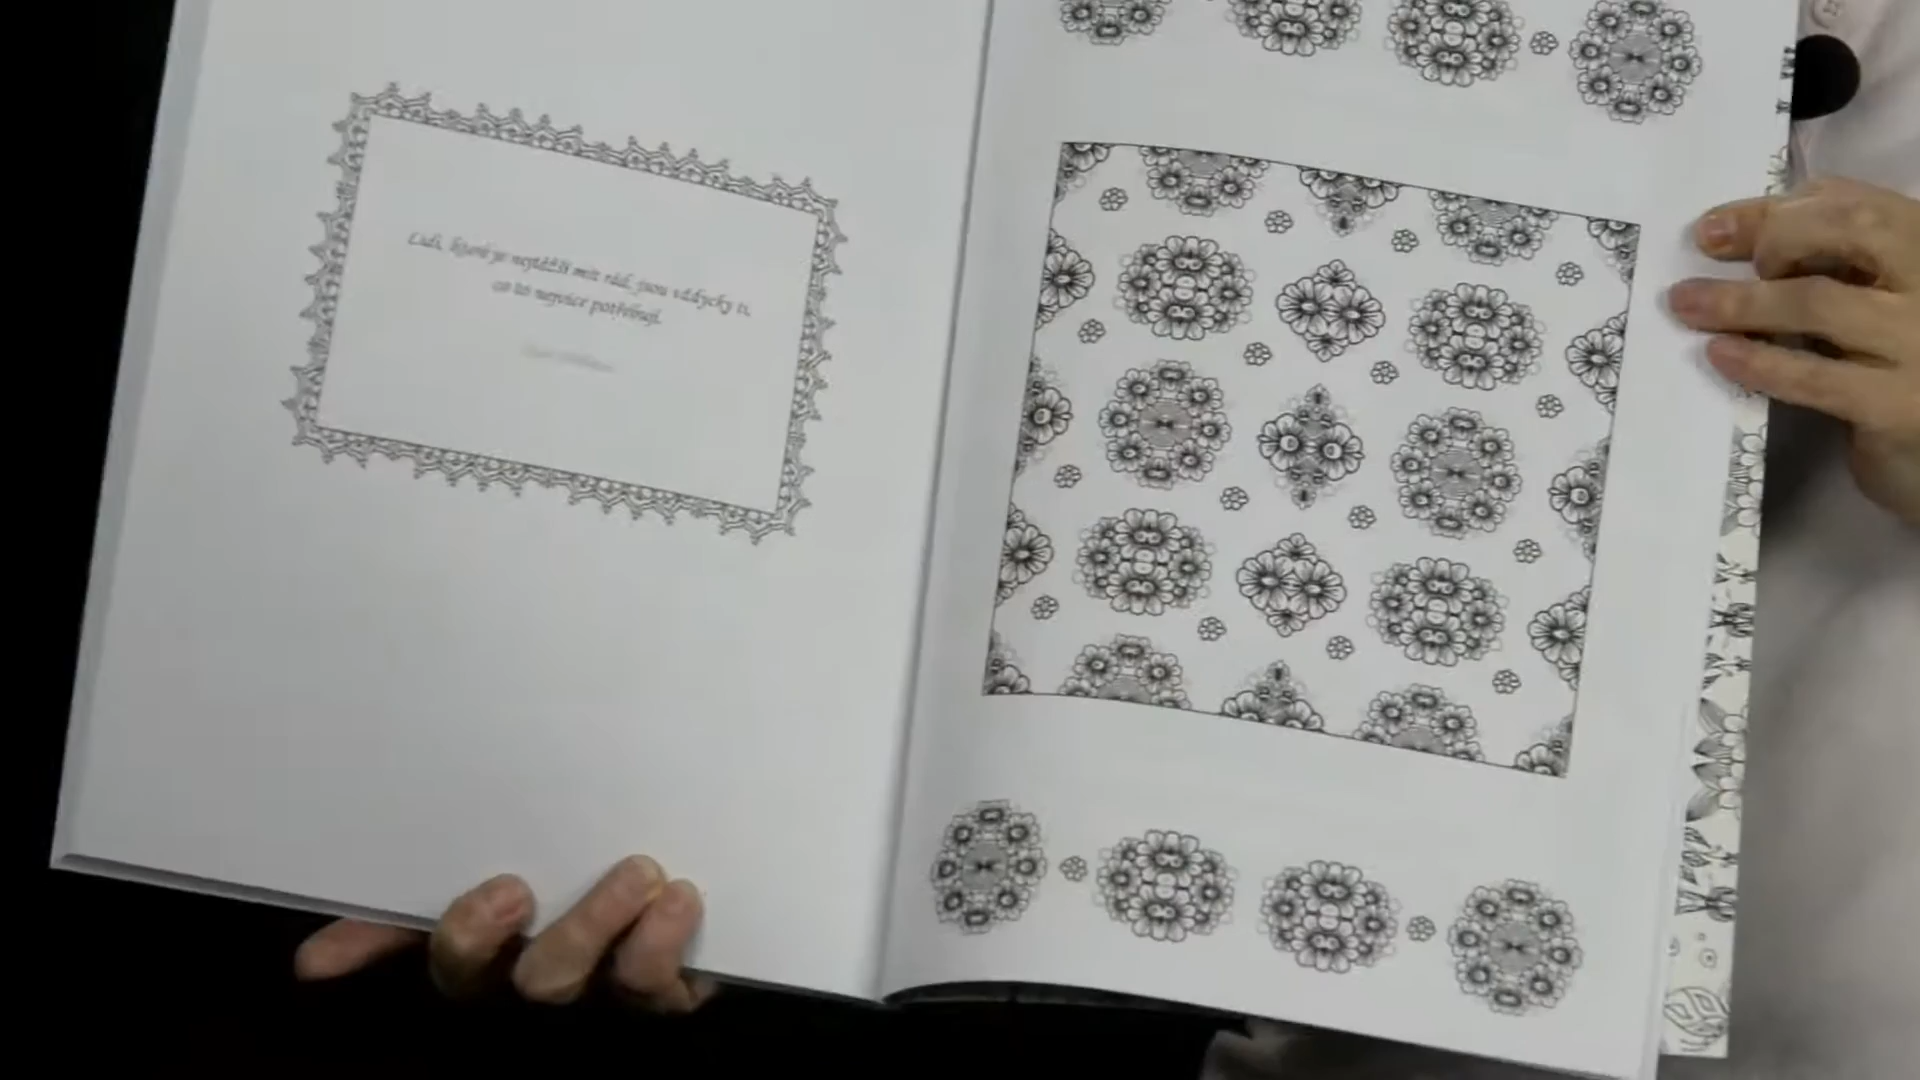 Lidi, které je nejtěžší mít rád, jsou vždycky ti,
co to nejvíce potřebují.